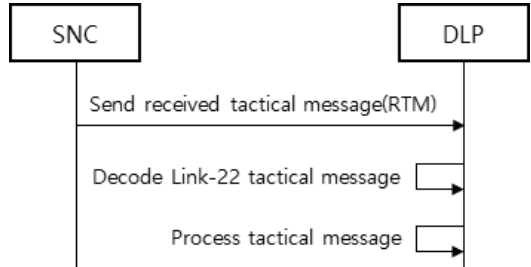 SNC
DLP
Send received tactical message(RTM)
Decode Link-22 tactical message
Process tactical message